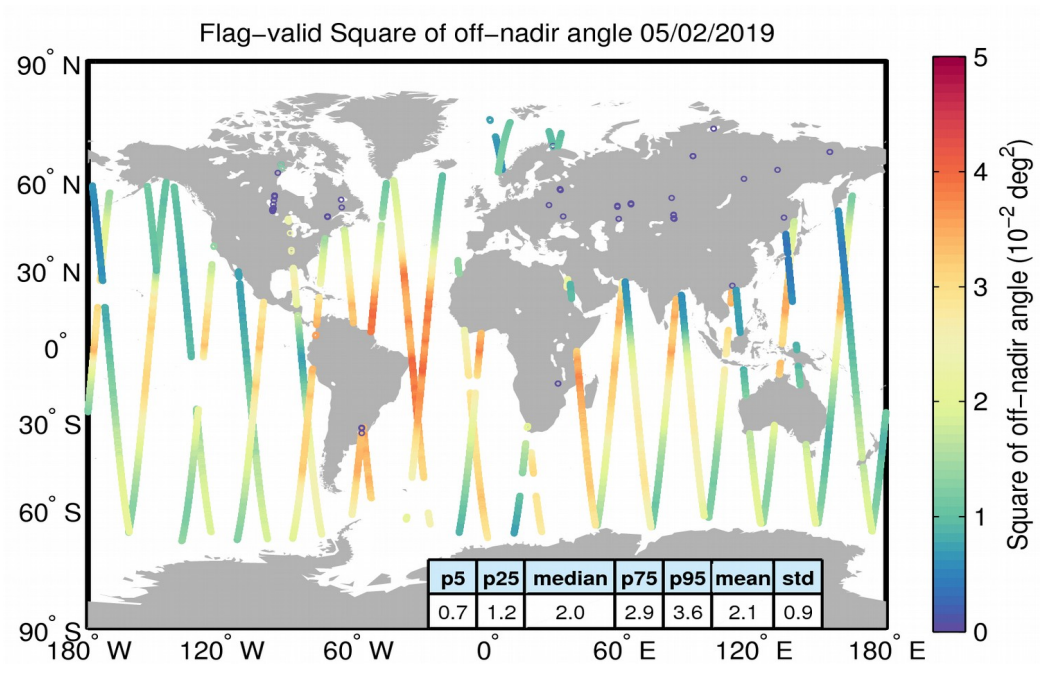 Flag−valid Square of off−nadir angle 05/02/2019
90° N
60° N
30° N
0°
30° S
60° S
90° S
180° W
120° W
60° W
0°
60° E
120° E
180° E
5
4
3
2
1
0
Square of off−nadir angle (10⁻² deg²)
p5 p25 median p75 p95 mean std
0.7 1.2 2.0 2.9 3.6 2.1 0.9